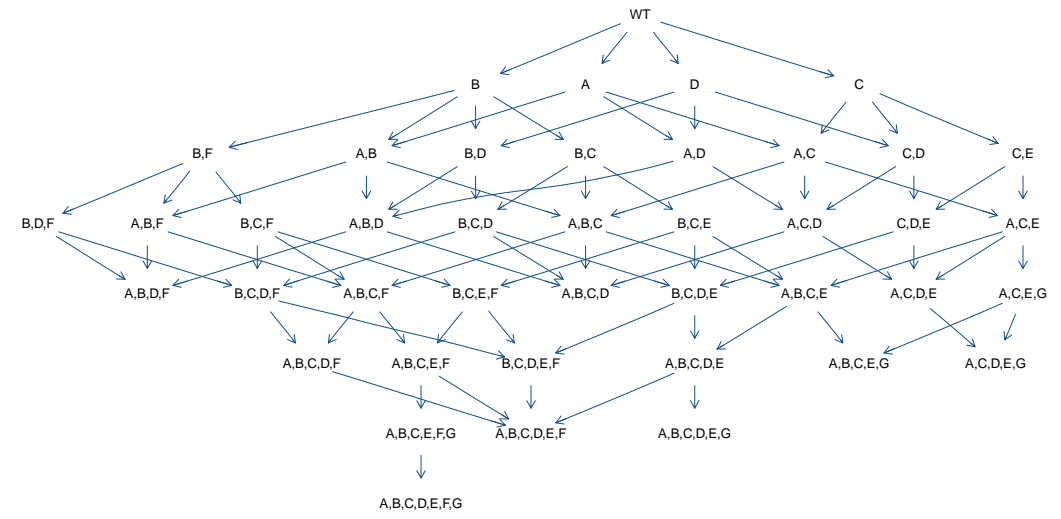 WT
B A D C
B,F A,B B,D B,C A,D A,C C,D C,E
B,D,F A,B,F B,C,F A,B,D B,C,D A,B,C B,C,E A,C,D C,D,E A,C,E
A,B,D,F B,C,D,F A,B,C,F B,C,E,F A,B,C,D B,C,D,E A,B,C,E A,C,D,E A,C,E,G
A,B,C,D,F A,B,C,E,F B,C,D,E,F A,B,C,D,E A,B,C,E,G A,C,D,E,G
A,B,C,E,F,G A,B,C,D,E,F A,B,C,D,E,G
A,B,C,D,E,F,G